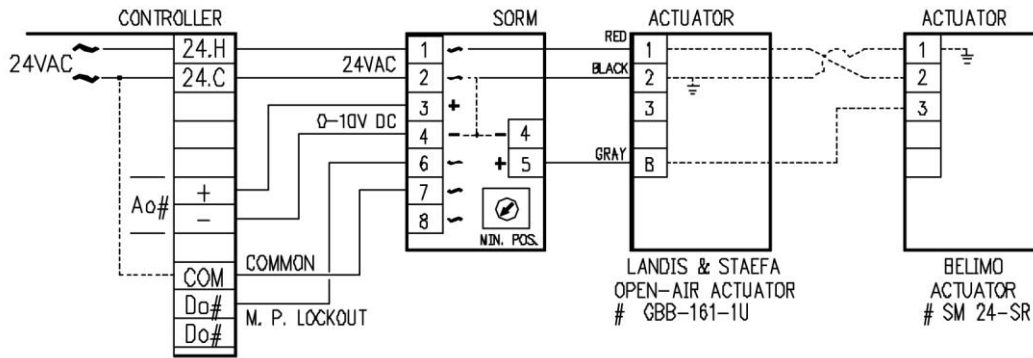 CONTROLLER
SORM
ACTUATOR
ACTUATOR
24VAC
24.H
24.C
+
-
COM
Do#
Do#
Ao#
COMMON
M. P. LOCKOUT
24VAC
0-10V DC
1 ~
2 ~
3 +
4 -
6 ~
7 ~
8 ~
- 4
+ 5
MIN. POS.
RED
BLACK
GRAY
1
2
3
B
LANDIS & STAEFA
OPEN-AIR ACTUATOR
# GBB-161-1U
1
2
3
BELIMO
ACTUATOR
# SM 24-SR